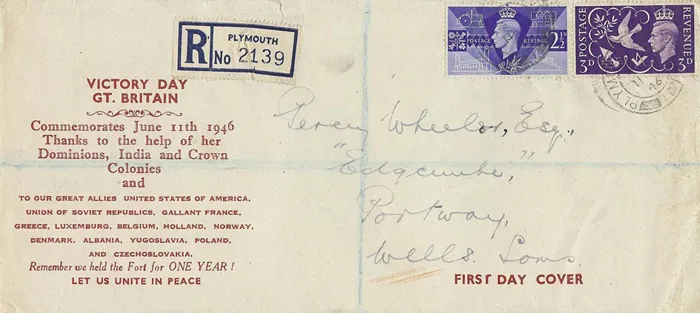 R
PLYMOUTH
No 2139
POSTAGE REVENUE
2½
POSTAGE REVENUE
3D 3D
PLYM
11
46
VICTORY DAY
GT. BRITAIN
Commemorates June 11th 1946
Thanks to the help of her
Dominions, India and Crown
Colonies
and
TO OUR GREAT ALLIES UNITED STATES OF AMERICA,
UNION OF SOVIET REPUBLICS, GALLANT FRANCE,
GREECE, LUXEMBURG, BELGIUM, HOLLAND, NORWAY,
DENMARK, ALBANIA, YUGOSLAVIA, POLAND,
AND CZECHOSLOVAKIA.
Remember we held the Fort for ONE YEAR!
LET US UNITE IN PEACE
Percy Wheeler, Esq.,
"Edgcumbe,"
Portway,
Wells. Soms.
FIRST DAY COVER